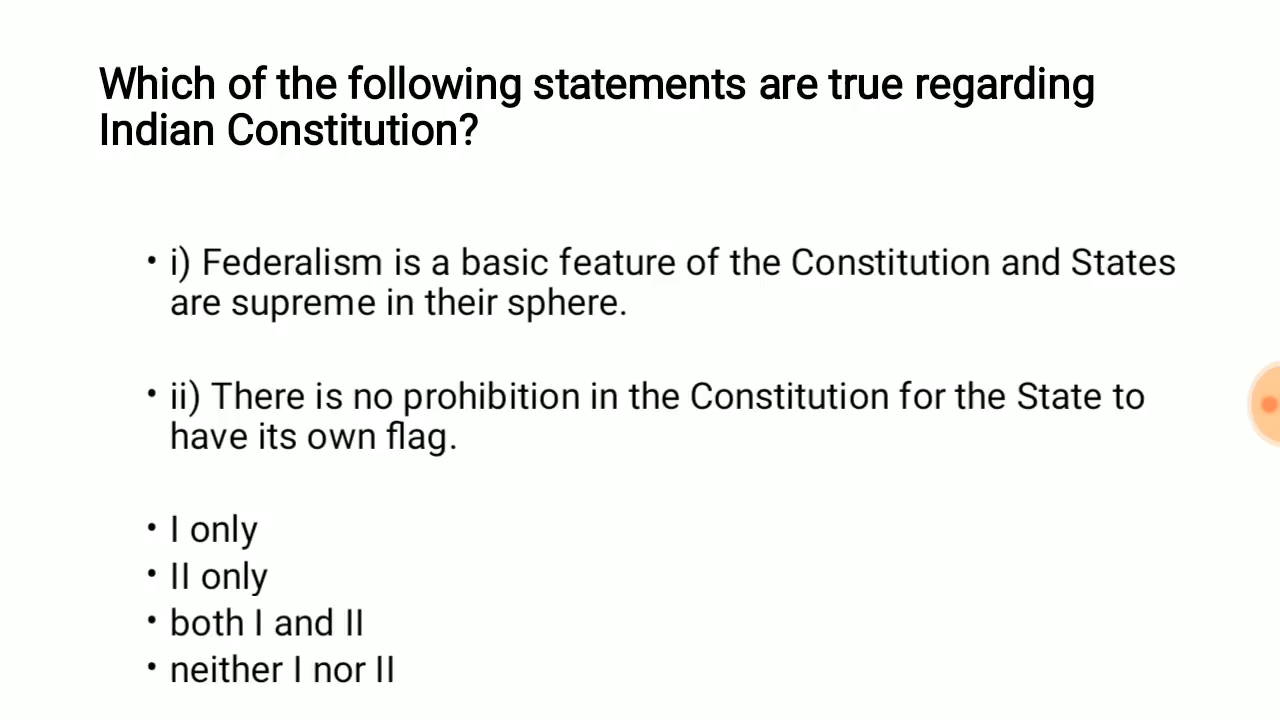 Which of the following statements are true regarding
Indian Constitution?
• i) Federalism is a basic feature of the Constitution and States
are supreme in their sphere.
• ii) There is no prohibition in the Constitution for the State to
have its own flag.
• I only
• II only
• both I and II
• neither I nor II